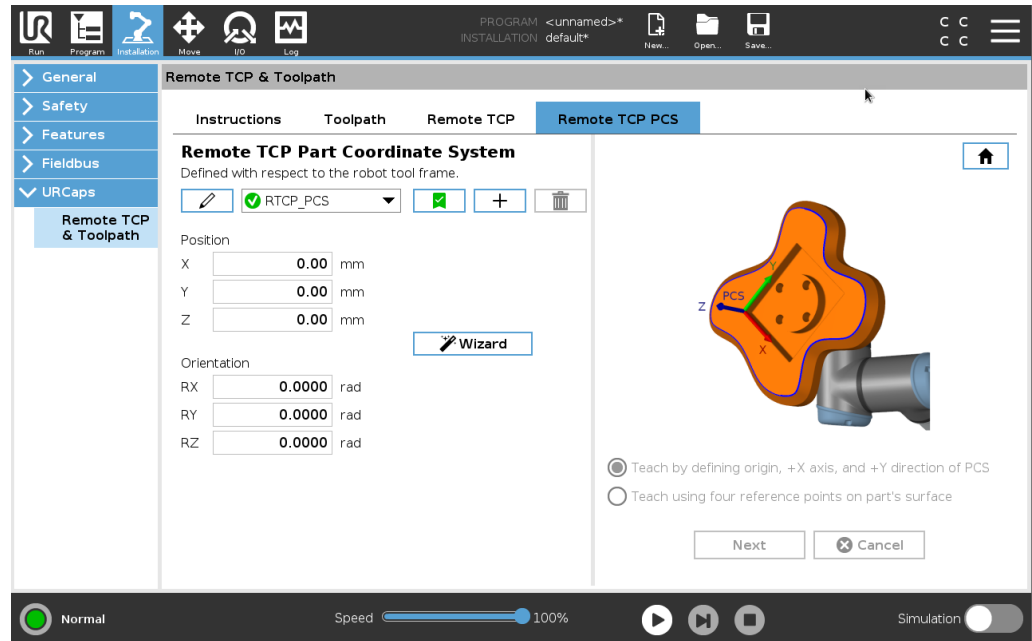 PROGRAM <unnamed>*
INSTALLATION default*
C C
C C
Run Program Installation Move I/O Log New... Open... Save...
General
Safety
Features
Fieldbus
URCaps
Remote TCP
& Toolpath
Remote TCP & Toolpath
Instructions Toolpath Remote TCP Remote TCP PCS
Remote TCP Part Coordinate System
Defined with respect to the robot tool frame.
RTCP_PCS
Position
X 0.00 mm
Y 0.00 mm
Z 0.00 mm
Wizard
Orientation
RX 0.0000 rad
RY 0.0000 rad
RZ 0.0000 rad
Y
PCS
Z
X
Teach by defining origin, +X axis, and +Y direction of PCS
Teach using four reference points on part's surface
Next Cancel
Normal Speed 100% Simulation